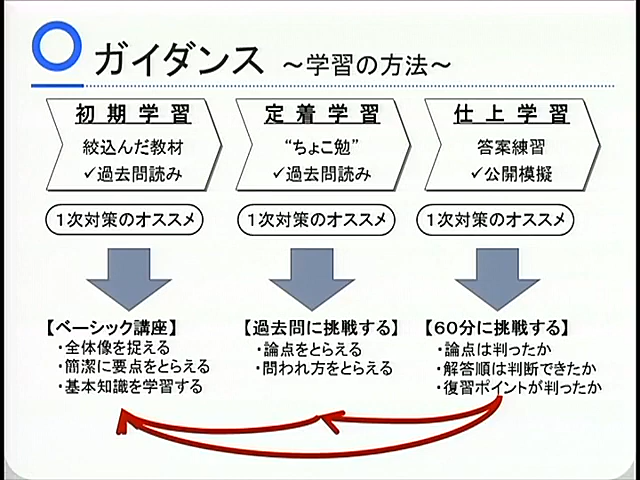 ガイダンス ～学習の方法～
初期学習
絞込んだ教材
✓過去問読み
定着学習
“ちょこ勉”
✓過去問読み
仕上学習
答案練習
✓公開模擬
１次対策のオススメ
１次対策のオススメ
１次対策のオススメ
【ベーシック講座】
・全体像を捉える
・簡潔に要点をとらえる
・基本知識を学習する
【過去問に挑戦する】
・論点をとらえる
・問われ方をとらえる
【６０分に挑戦する】
・論点は判ったか
・解答順は判断できたか
・復習ポイントが判ったか